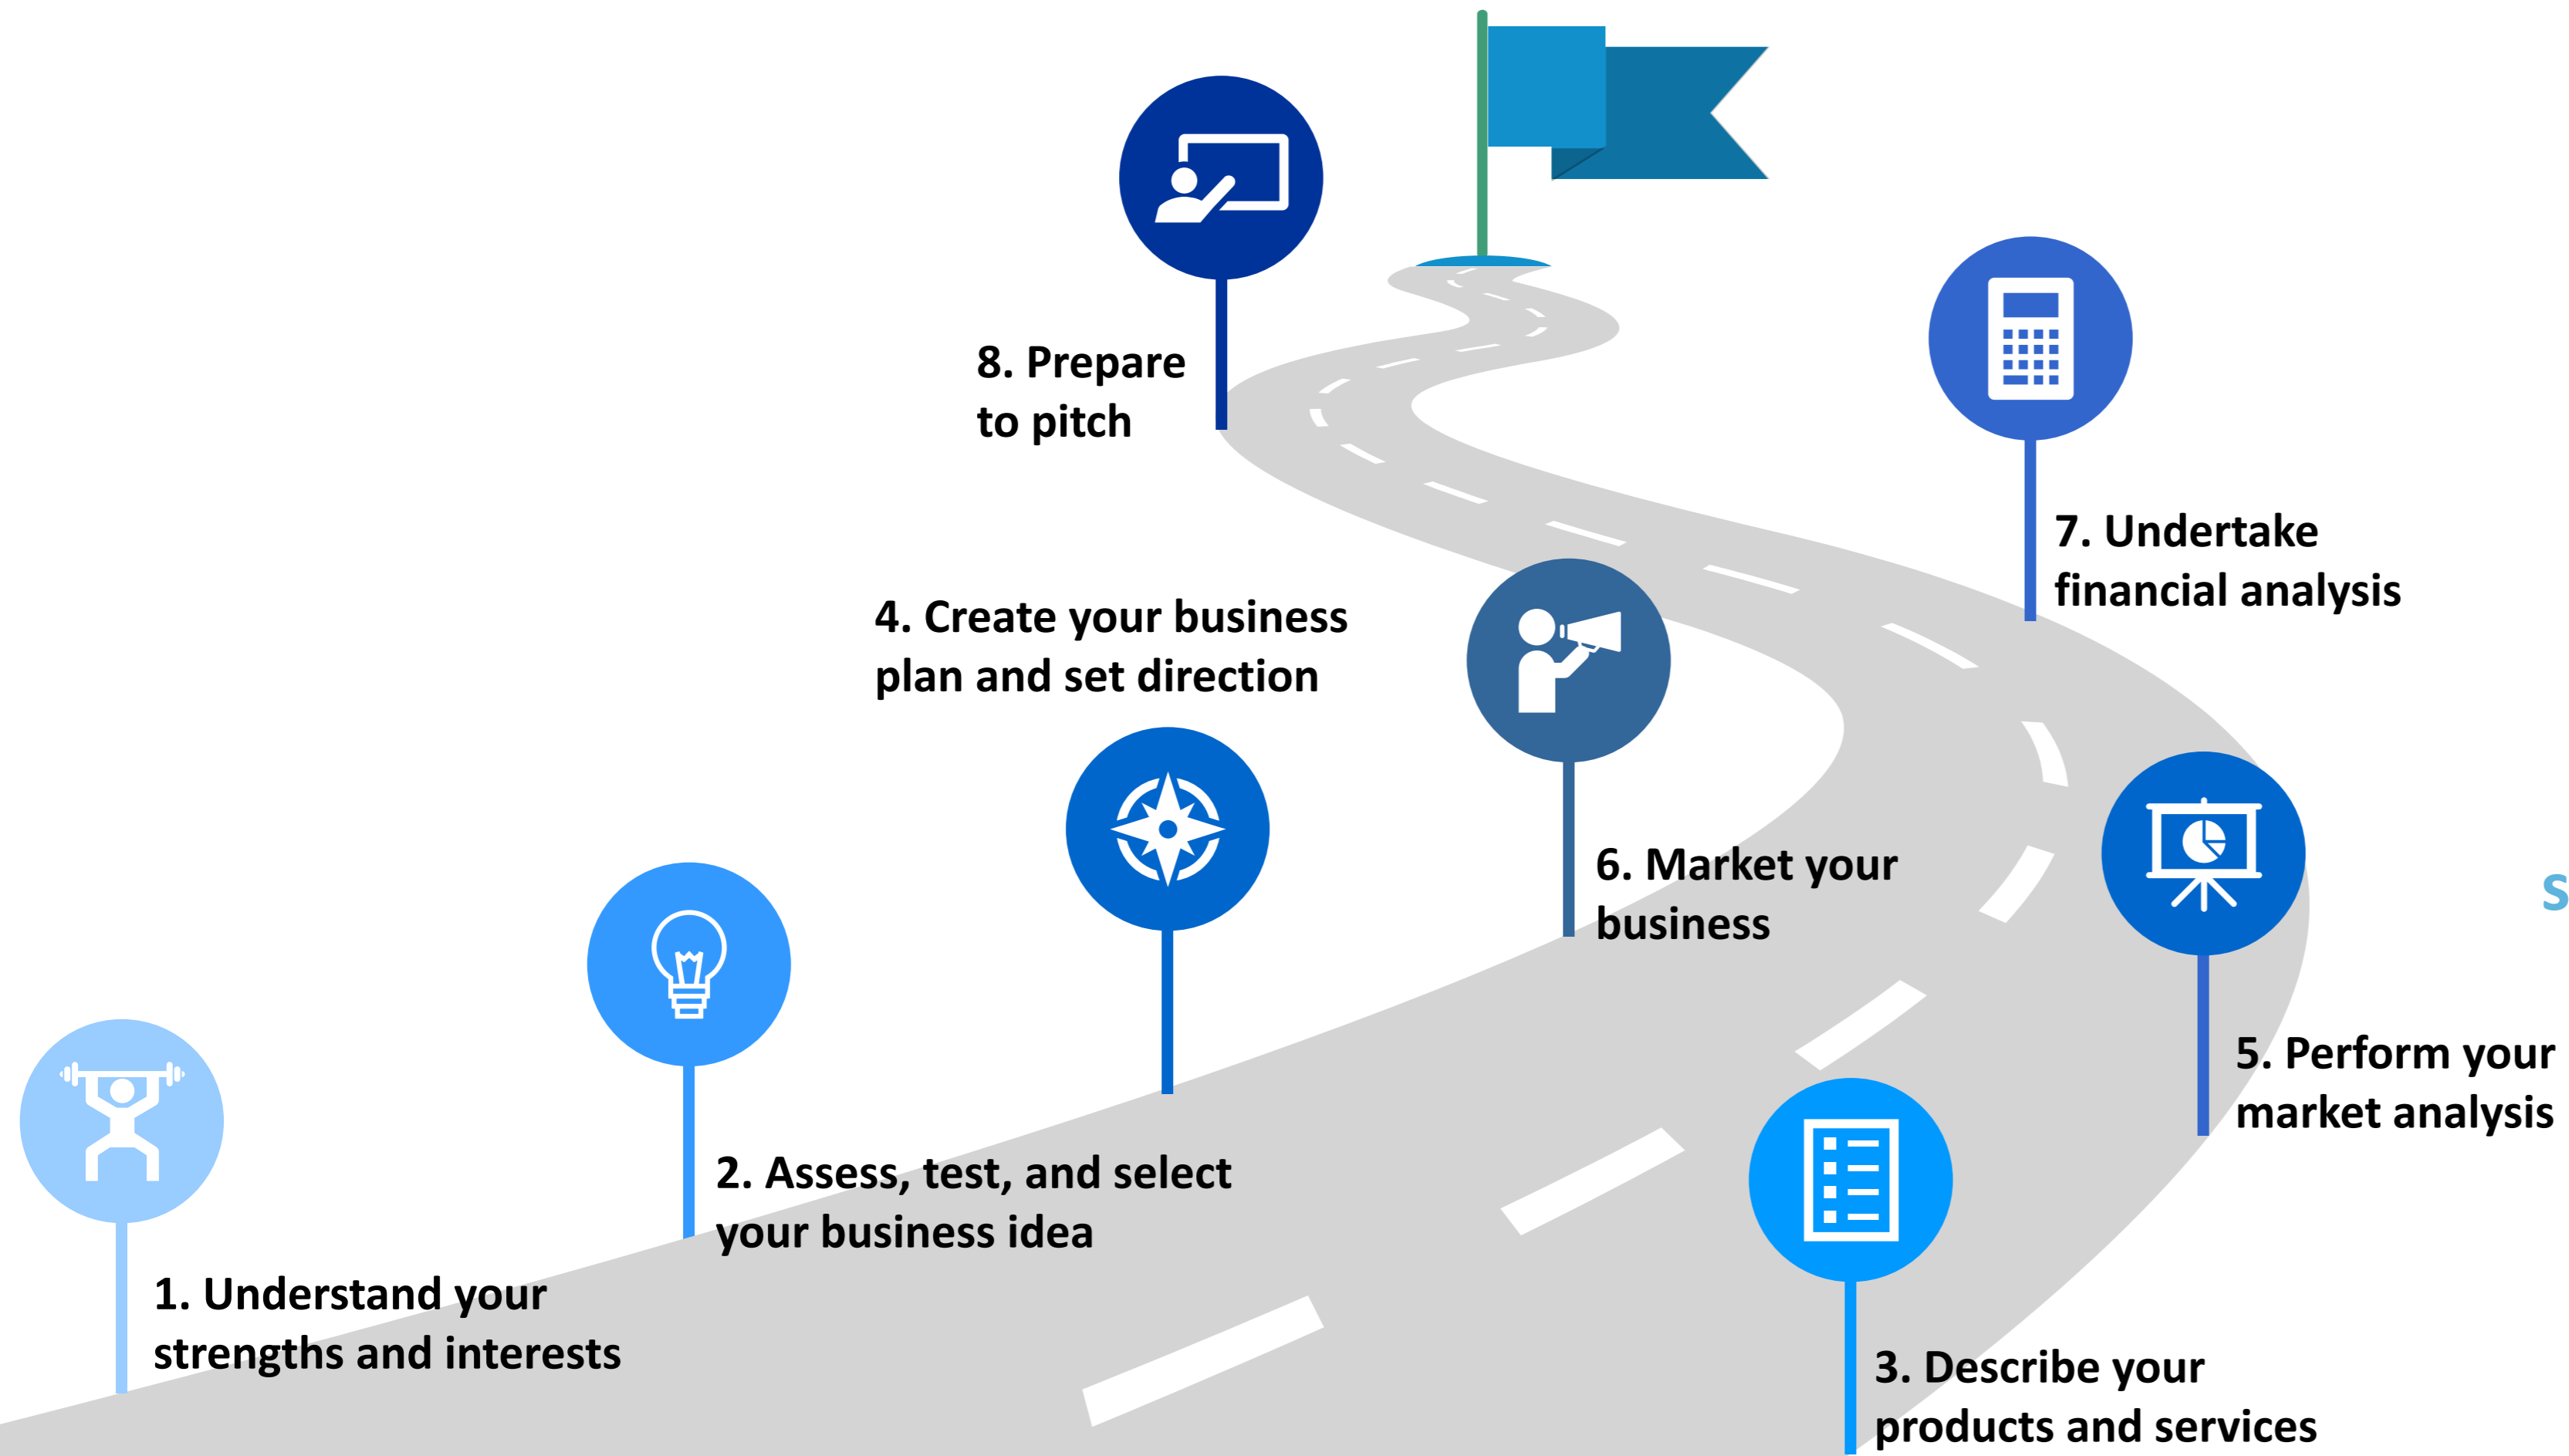 8. Prepare
to pitch
7. Undertake
financial analysis
4. Create your business
plan and set direction
6. Market your
business
S
5. Perform your
market analysis
2. Assess, test, and select
your business idea
1. Understand your
strengths and interests
3. Describe your
products and services